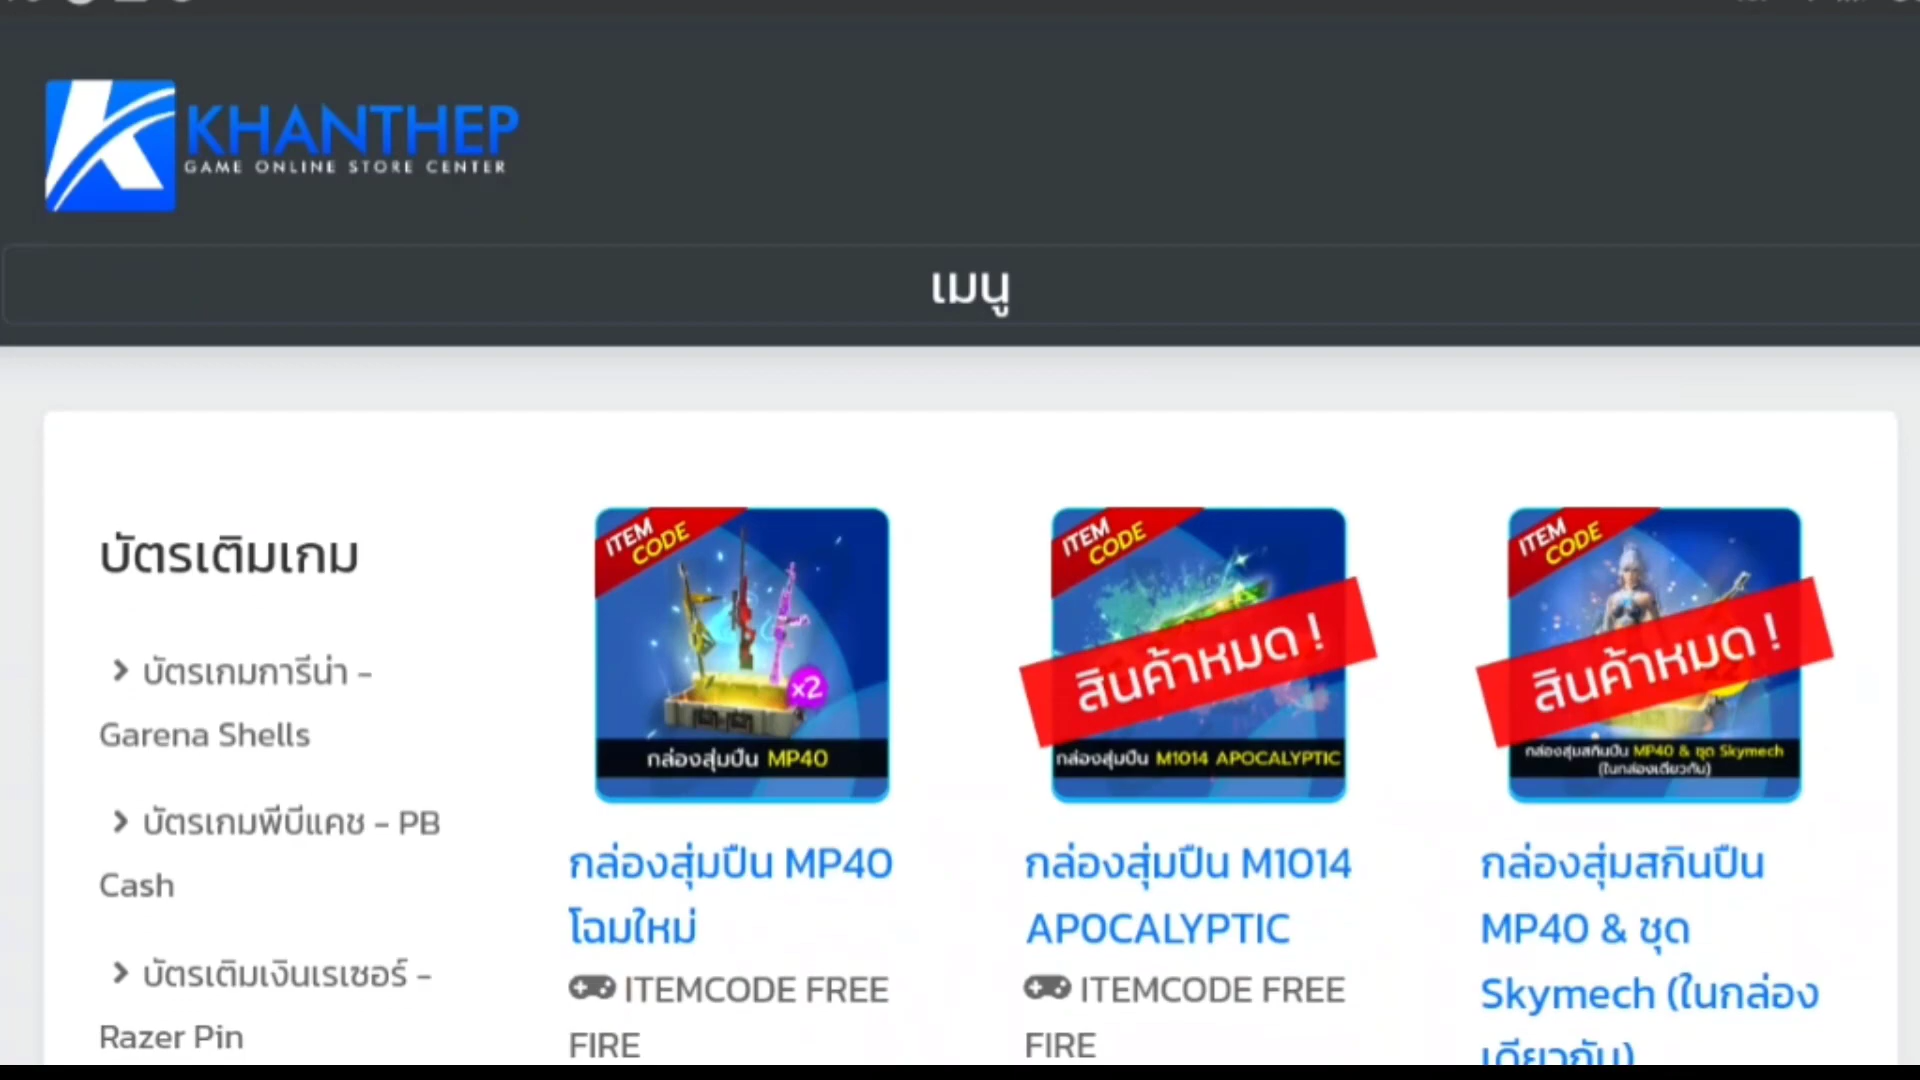 KHANTHEP
GAME ONLINE STORE CENTER
เมนู
บัตรเติมเกม
บัตรเกมการีน่า -
Garena Shells
บัตรเกมพีบีแคช - PB
Cash
บัตรเติมเงินเรเซอร์ -
Razer Pin
ITEM
CODE
x2
กล่องสุ่มปืน MP40
กล่องสุ่มปืน MP40
โฉมใหม่
ITEMCODE FREE
FIRE
ITEM
CODE
สินค้าหมด !
กล่องสุ่มปืน M1014 APOCALYPTIC
กล่องสุ่มปืน M1014
APOCALYPTIC
ITEMCODE FREE
FIRE
ITEM
CODE
สินค้าหมด !
กล่องสุ่มสกินปืน MP40 & ชุด Skymech
(ในกล่องเดียวกัน)
กล่องสุ่มสกินปืน
MP40 & ชุด
Skymech (ในกล่อง
เดียวกัน)